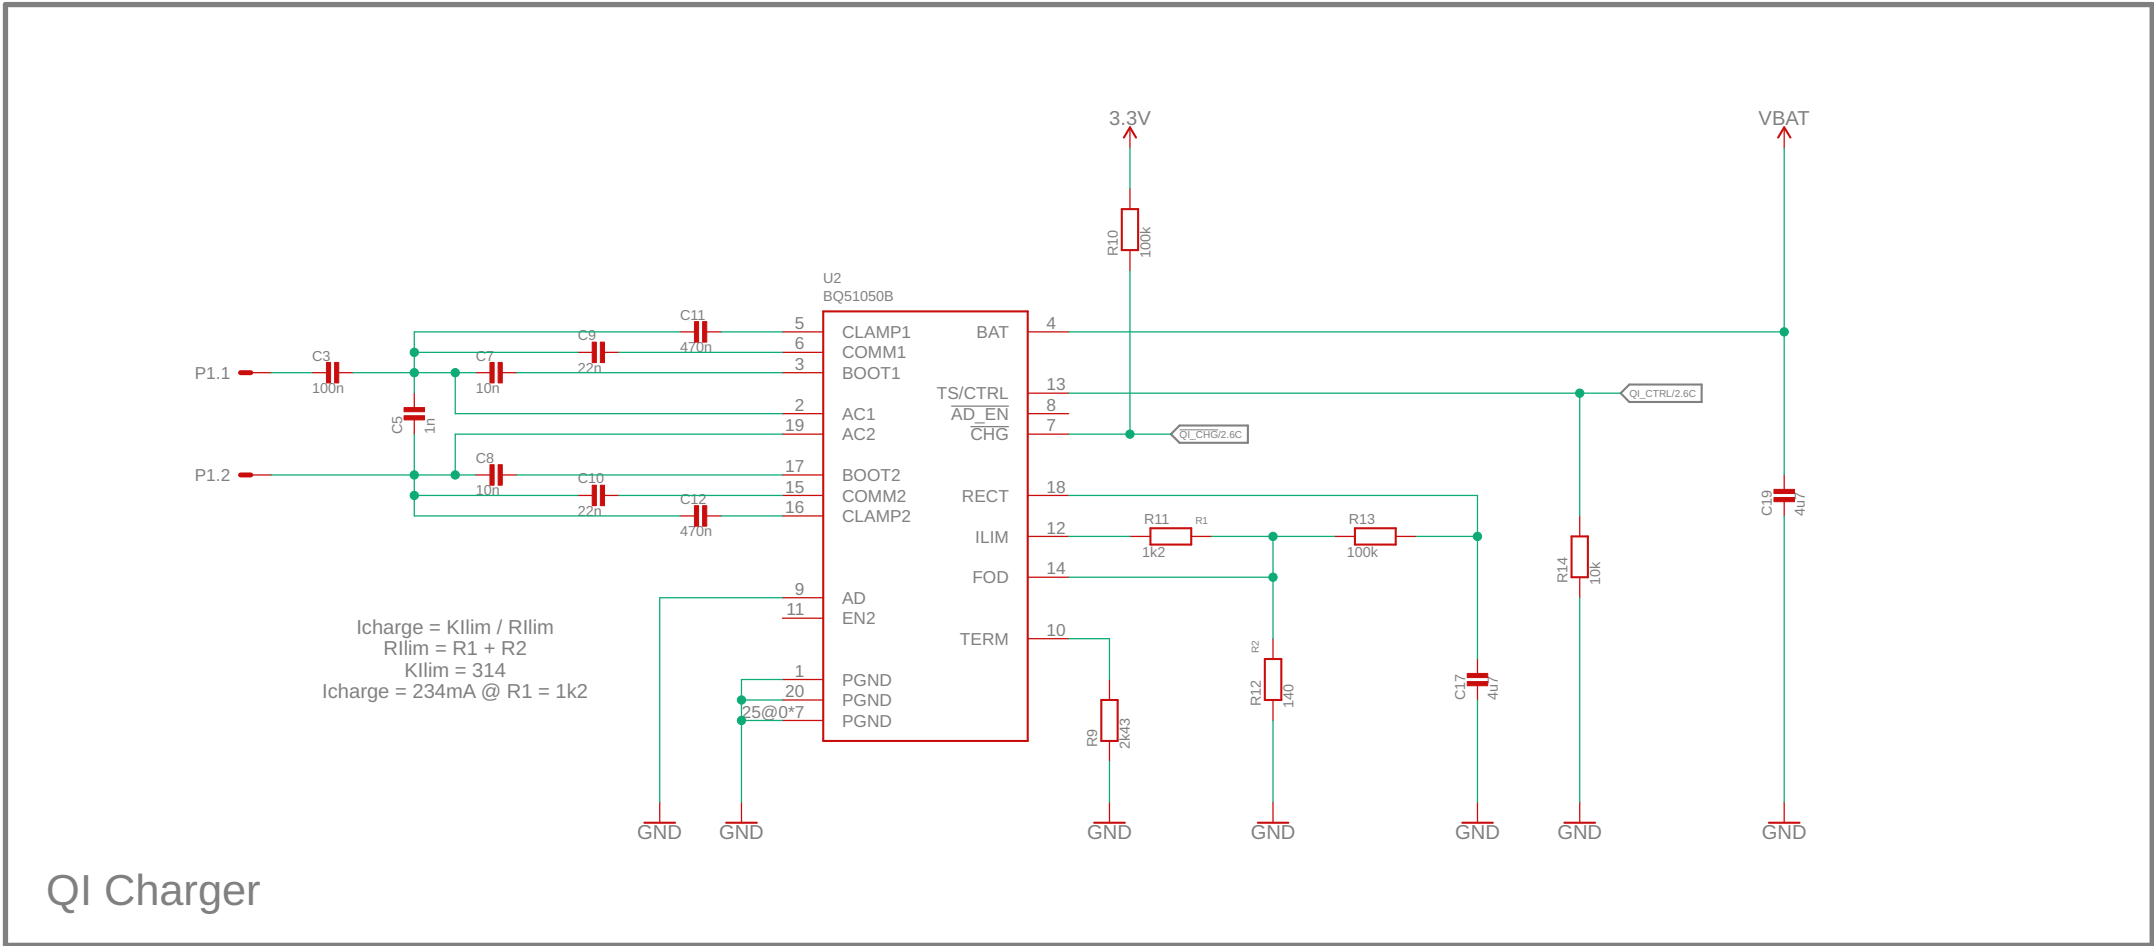 3.3V
VBAT
R10
100k
U2
BQ51050B
C11
470n
C9
22n
C7
10n
C3
100n
P1.1
C5
1n
P1.2
C8
10n
C10
22n
C12
470n
5 CLAMP1
6 COMM1
3 BOOT1
2 AC1
19 AC2
17 BOOT2
15 COMM2
16 CLAMP2
9 AD
11 EN2
1 PGND
20 PGND
25@0*7 PGND
BAT 4
TS/CTRL 13
AD_EN 8
CHG 7
RECT 18
ILIM 12
FOD 14
TERM 10
QI_CTRL/2.6C
QI_CHG/2.6C
R11
R1
1k2
R13
100k
R14
10k
C19
4u7
R2
R12
140
C17
4u7
R9
2k43
Icharge = KIlim / RIlim
RIlim = R1 + R2
KIlim = 314
Icharge = 234mA @ R1 = 1k2
GND
GND
GND
GND
GND
GND
GND
QI Charger